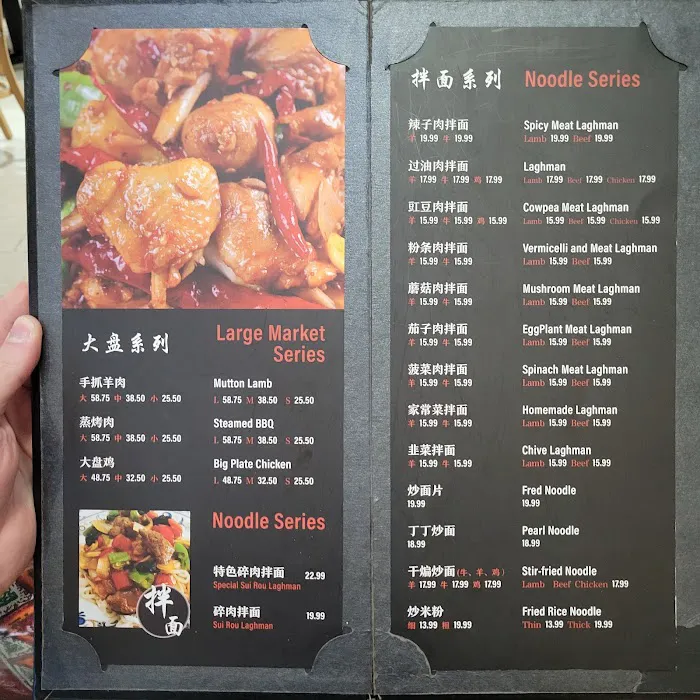 大盘系列
Large Market
Series
手抓羊肉
Mutton Lamb
大 58.75 中 38.50 小 25.50
L 58.75 M 38.50 S 25.50
蒸烤肉
Steamed BBQ
大 58.75 中 38.50 小 25.50
L 58.75 M 38.50 S 25.50
大盘鸡
Big Plate Chicken
大 48.75 中 32.50 小 25.50
L 48.75 M 32.50 S 25.50
Noodle Series
拌面
特色碎肉拌面 22.99
Special Sui Rou Laghman
碎肉拌面 19.99
Sui Rou Laghman
拌面系列 Noodle Series
辣子肉拌面
Spicy Meat Laghman
羊 19.99 牛 19.99
Lamb 19.99 Beef 19.99
过油肉拌面
Laghman
羊 17.99 牛 17.99 鸡 17.99
Lamb 17.99 Beef 17.99 Chicken 17.99
豇豆肉拌面
Cowpea Meat Laghman
羊 15.99 牛 15.99 鸡 15.99
Lamb 15.99 Beef 15.99 Chicken 15.99
粉条肉拌面
Vermicelli and Meat Laghman
羊 15.99 牛 15.99
Lamb 15.99 Beef 15.99
蘑菇肉拌面
Mushroom Meat Laghman
羊 15.99 牛 15.99
Lamb 15.99 Beef 15.99
茄子肉拌面
EggPlant Meat Laghman
羊 15.99 牛 15.99
Lamb 15.99 Beef 15.99
菠菜肉拌面
Spinach Meat Laghman
羊 15.99 牛 15.99
Lamb 15.99 Beef 15.99
家常菜拌面
Homemade Laghman
羊 15.99 牛 15.99
Lamb 15.99 Beef 15.99
韭菜拌面
Chive Laghman
羊 15.99 牛 15.99
Lamb 15.99 Beef 15.99
炒面片
Fred Noodle
19.99
19.99
丁丁炒面
Pearl Noodle
18.99
18.99
干煸炒面(牛、羊、鸡)
Stir-fried Noodle
羊 17.99 牛 17.99 鸡 17.99
Lamb Beef Chicken 17.99
炒米粉
Fried Rice Noodle
细 13.99 粗 19.99
Thin 13.99 Thick 19.99